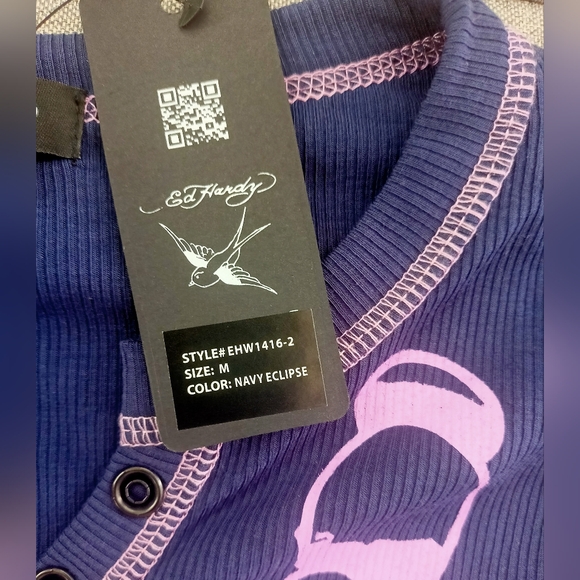 Ed Hardy
STYLE# EHW1416-2
SIZE: M
COLOR: NAVY ECLIPSE